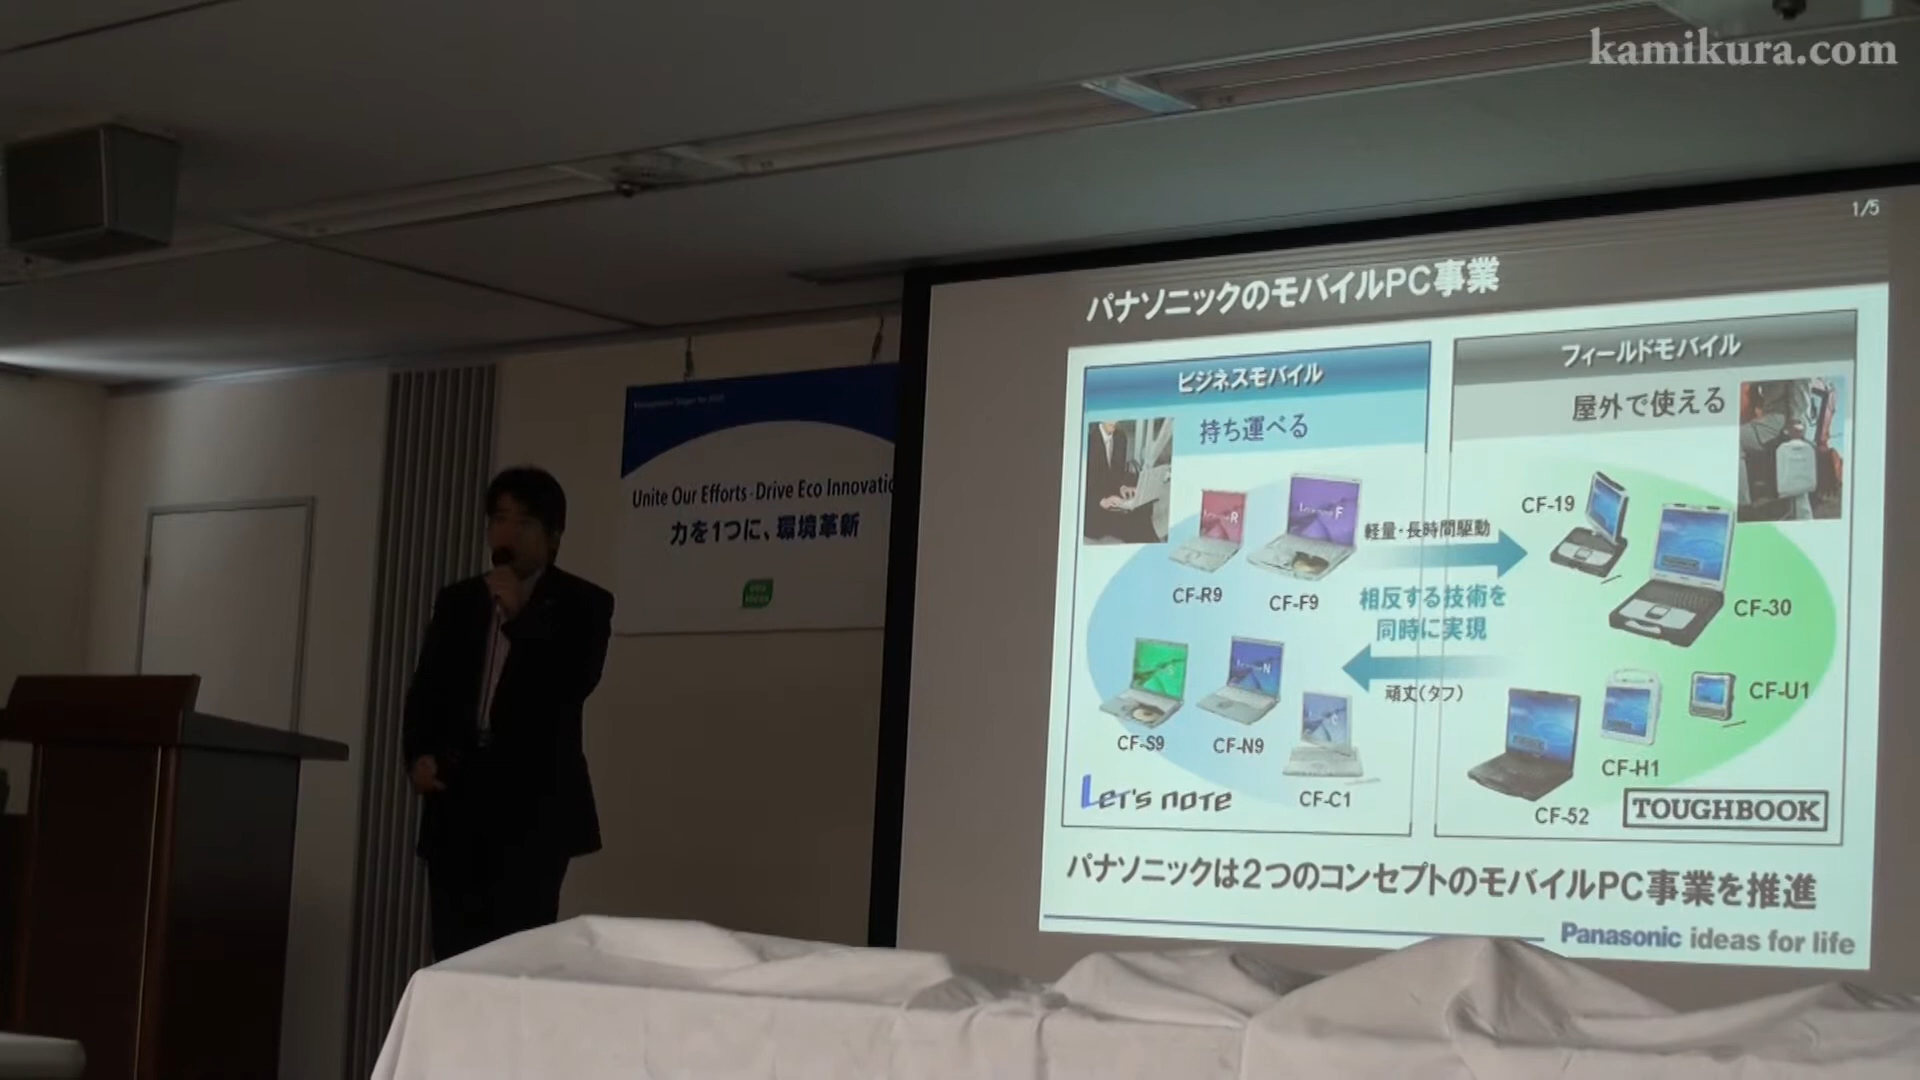 kamikura.com
1/5
パナソニックのモバイルPC事業
ビジネスモバイル
持ち運べる
CF-R9
CF-F9
CF-S9
CF-N9
CF-C1
Let's note
軽量・長時間駆動
相反する技術を
同時に実現
頑丈(タフ)
フィールドモバイル
屋外で使える
CF-19
CF-30
CF-U1
CF-H1
CF-52
TOUGHBOOK
パナソニックは2つのコンセプトのモバイルPC事業を推進
Panasonic ideas for life
Unite Our Efforts - Drive Eco Innovatio
力を1つに、環境革新